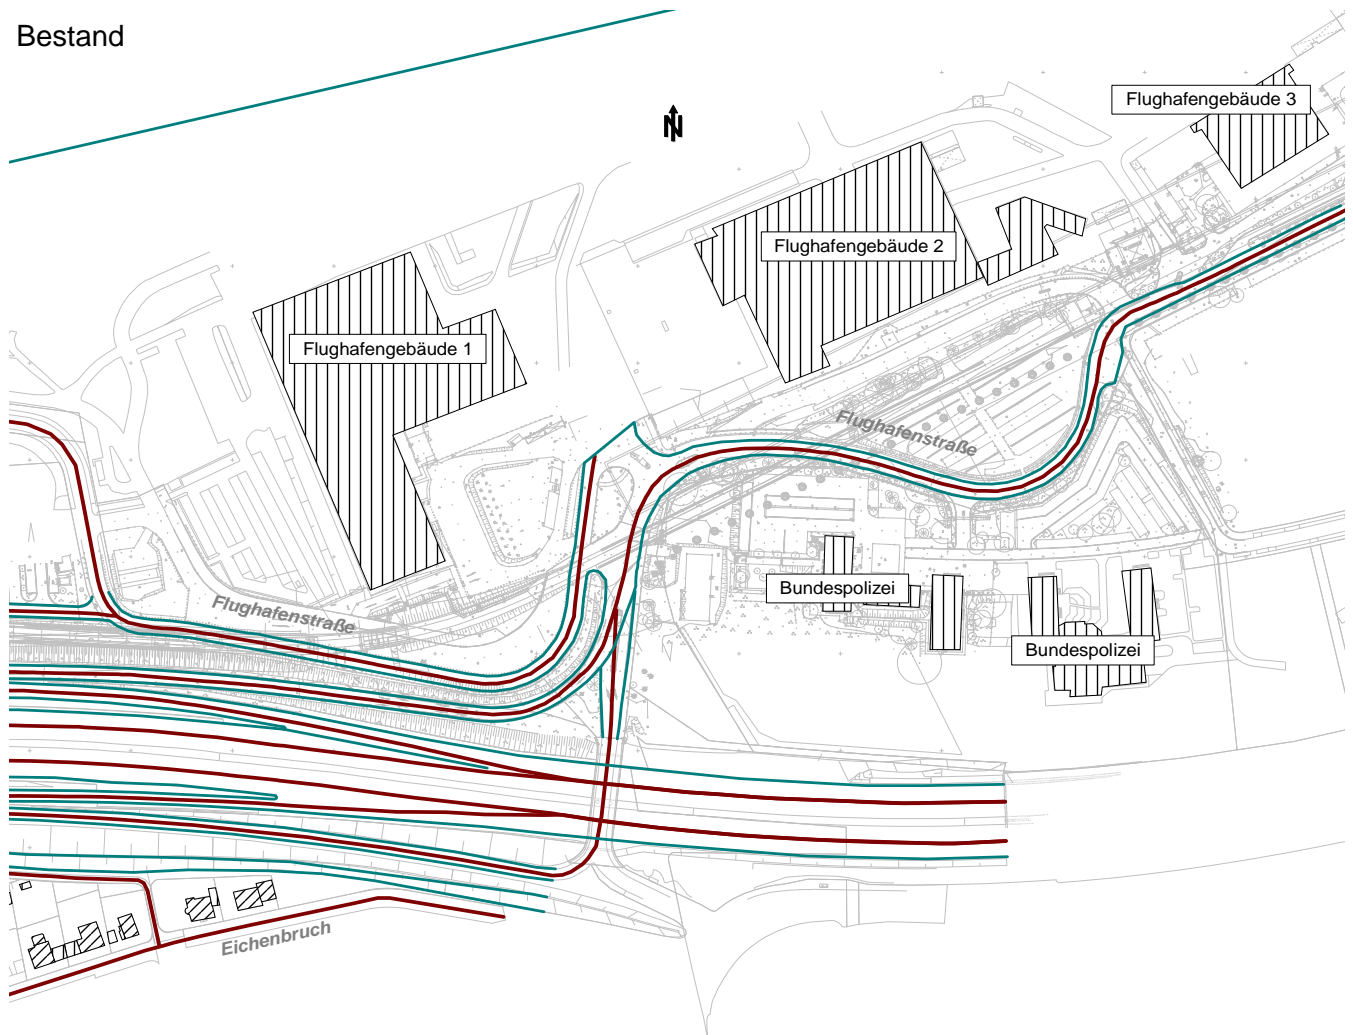 Bestand
N
Flughafengebäude 3
Flughafengebäude 2
Flughafengebäude 1
Flughafenstraße
Bundespolizei
Flughafenstraße
Bundespolizei
Eichenbruch